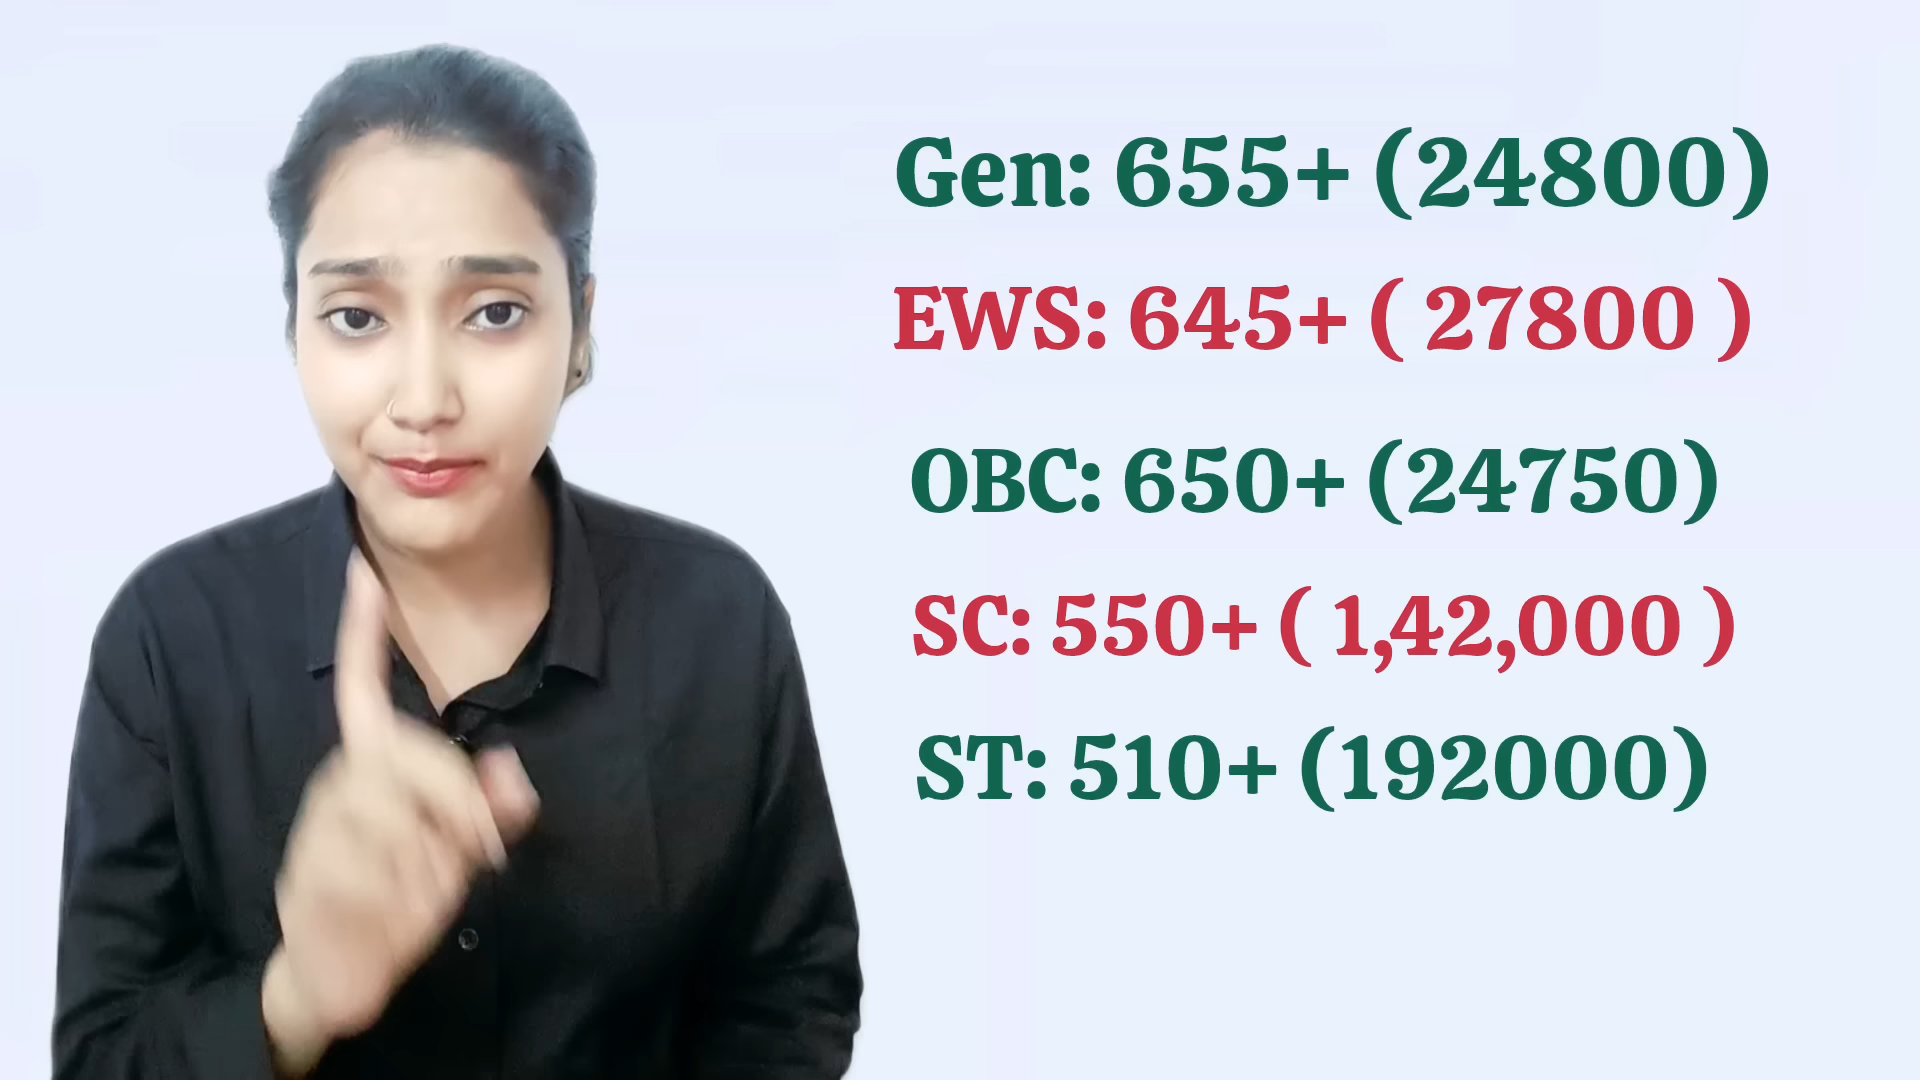 Gen: 655+ (24800)
EWS: 645+ ( 27800 )
OBC: 650+ (24750)
SC: 550+ ( 1,42,000 )
ST: 510+ (192000)